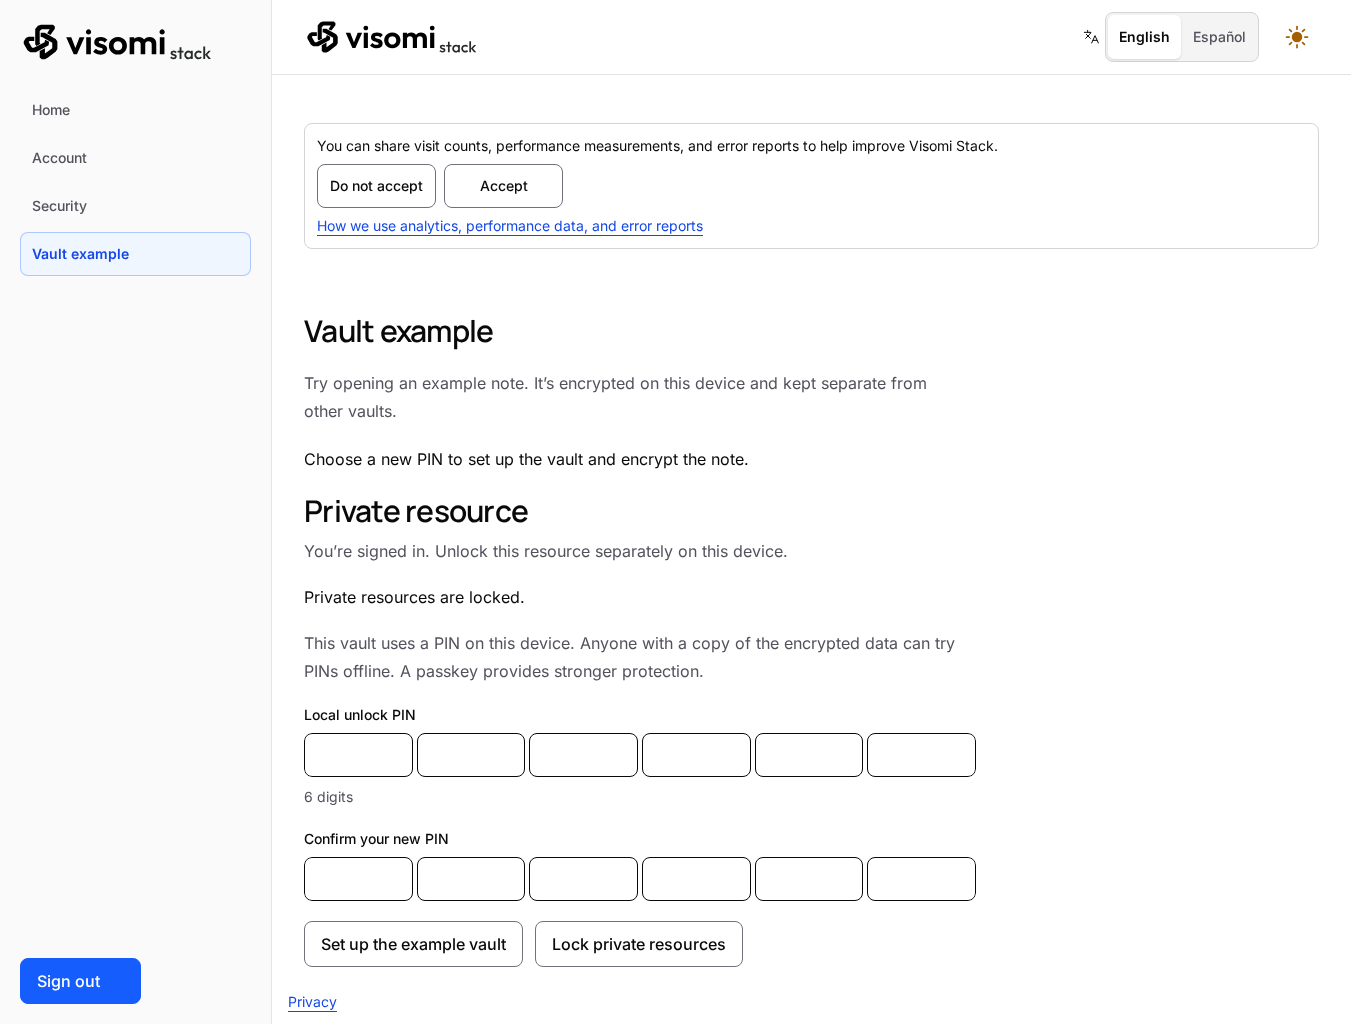 visomi stack
Home
Account
Security
Vault example
Sign out
visomi stack
English
Español
You can share visit counts, performance measurements, and error reports to help improve Visomi Stack.
Do not accept
Accept
How we use analytics, performance data, and error reports
Vault example
Try opening an example note. It’s encrypted on this device and kept separate from
other vaults.
Choose a new PIN to set up the vault and encrypt the note.
Private resource
You’re signed in. Unlock this resource separately on this device.
Private resources are locked.
This vault uses a PIN on this device. Anyone with a copy of the encrypted data can try
PINs offline. A passkey provides stronger protection.
Local unlock PIN
6 digits
Confirm your new PIN
Set up the example vault
Lock private resources
Privacy